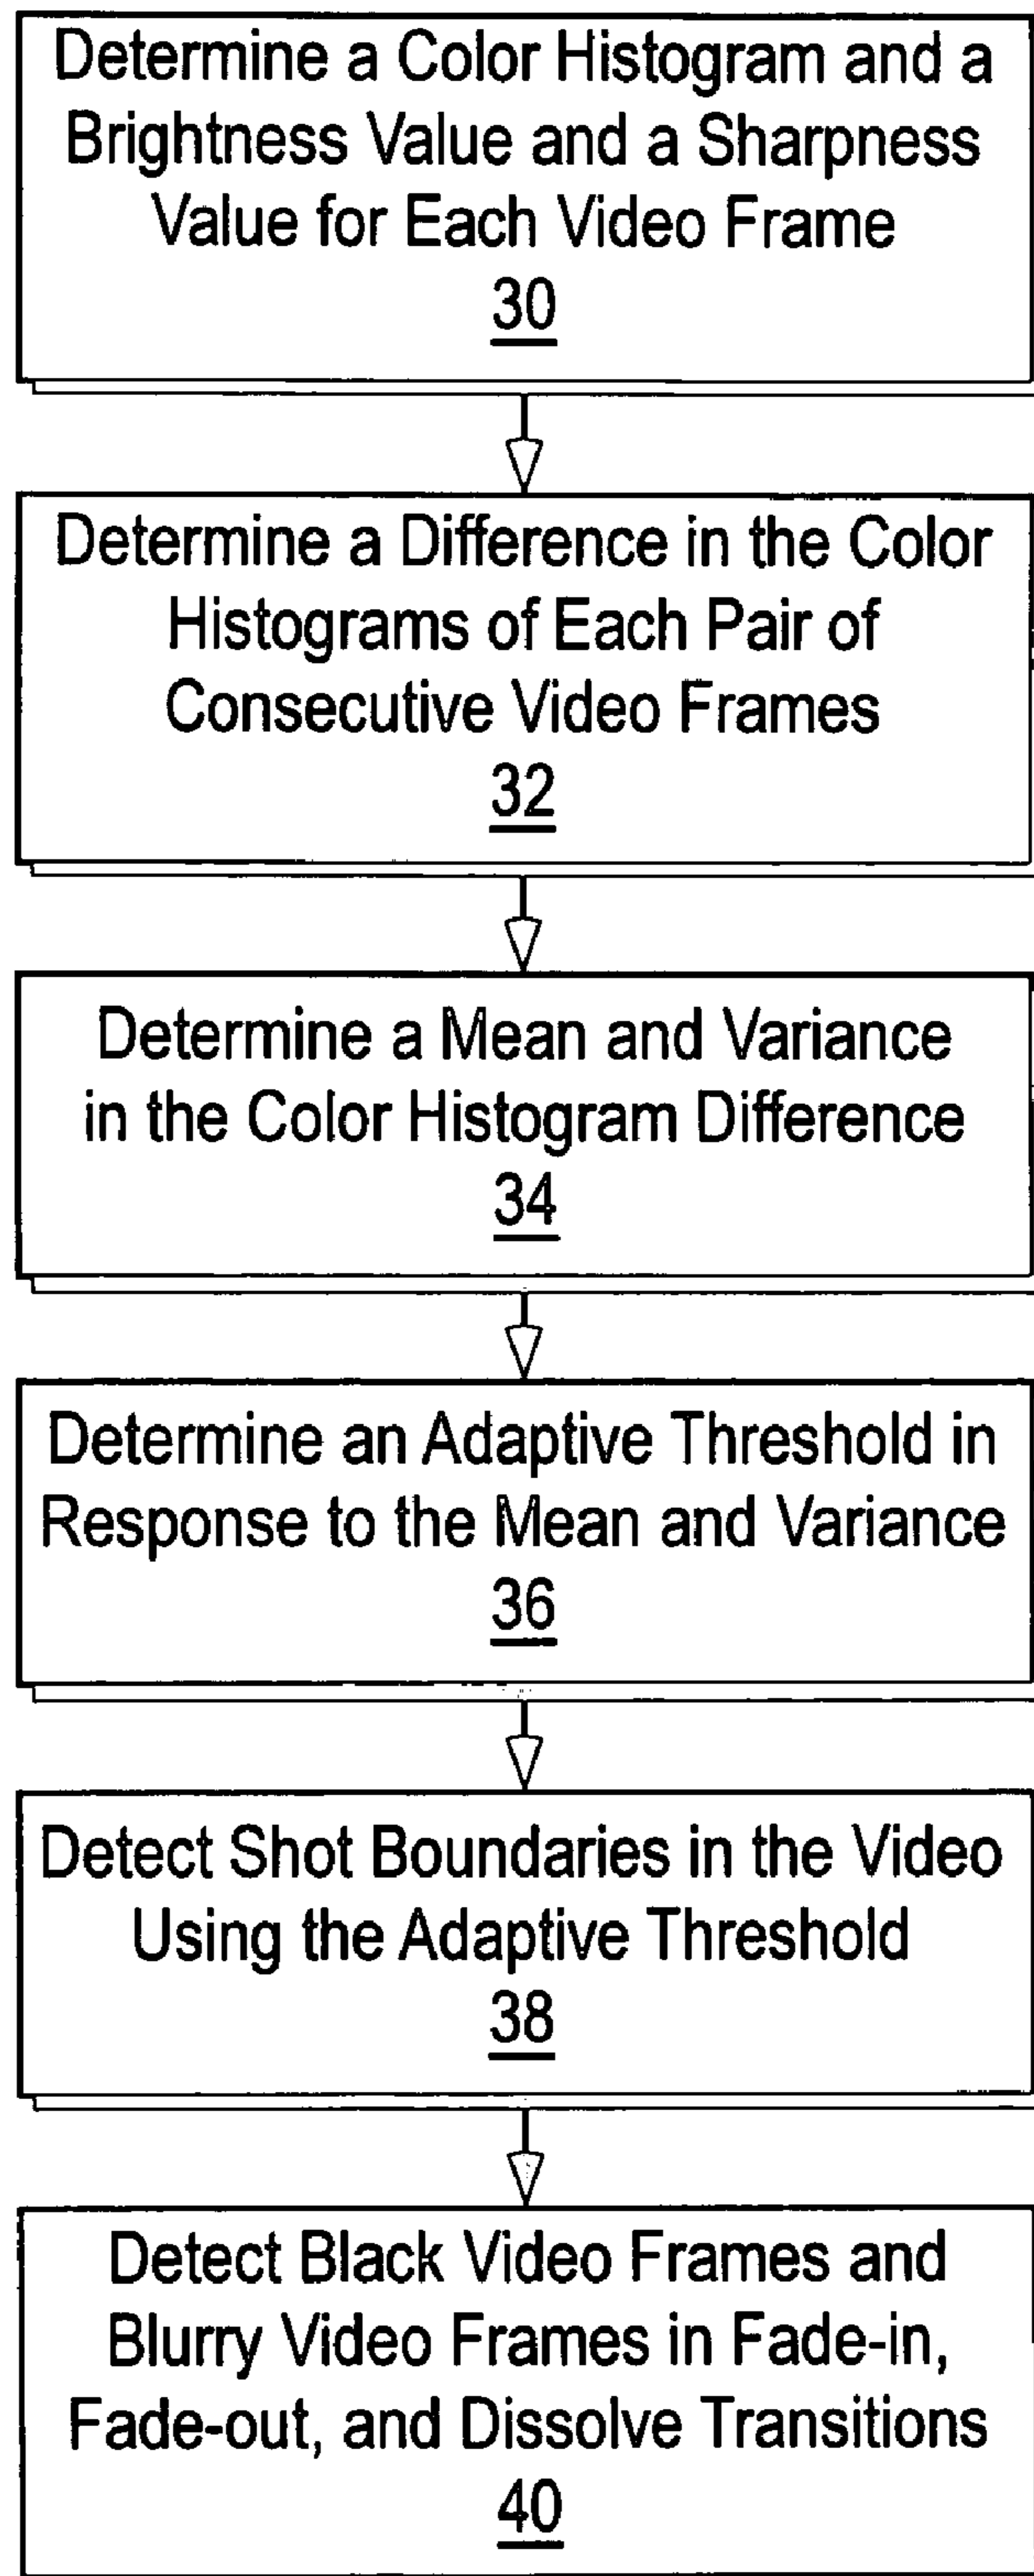 Determine a Color Histogram and a
Brightness Value and a Sharpness
Value for Each Video Frame
30
Determine a Difference in the Color
Histograms of Each Pair of
Consecutive Video Frames
32
Determine a Mean and Variance
in the Color Histogram Difference
34
Determine an Adaptive Threshold in
Response to the Mean and Variance
36
Detect Shot Boundaries in the Video
Using the Adaptive Threshold
38
Detect Black Video Frames and
Blurry Video Frames in Fade-in,
Fade-out, and Dissolve Transitions
40